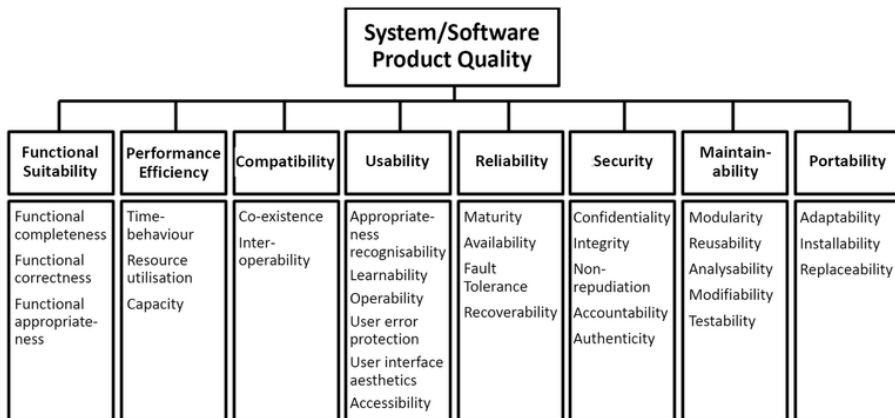 System/Software
Product Quality
Functional
Suitability
Performance
Efficiency
Compatibility
Usability
Reliability
Security
Maintain-
ability
Portability
Functional
completeness
Functional
correctness
Functional
appropriate-
ness
Time-
behaviour
Resource
utilisation
Capacity
Co-existence
Inter-
operability
Appropriate-
ness
recognisability
Learnability
Operability
User error
protection
User interface
aesthetics
Accessibility
Maturity
Availability
Fault
Tolerance
Recoverability
Confidentiality
Integrity
Non-
repudiation
Accountability
Authenticity
Modularity
Reusability
Analysability
Modifiability
Testability
Adaptability
Installability
Replaceability